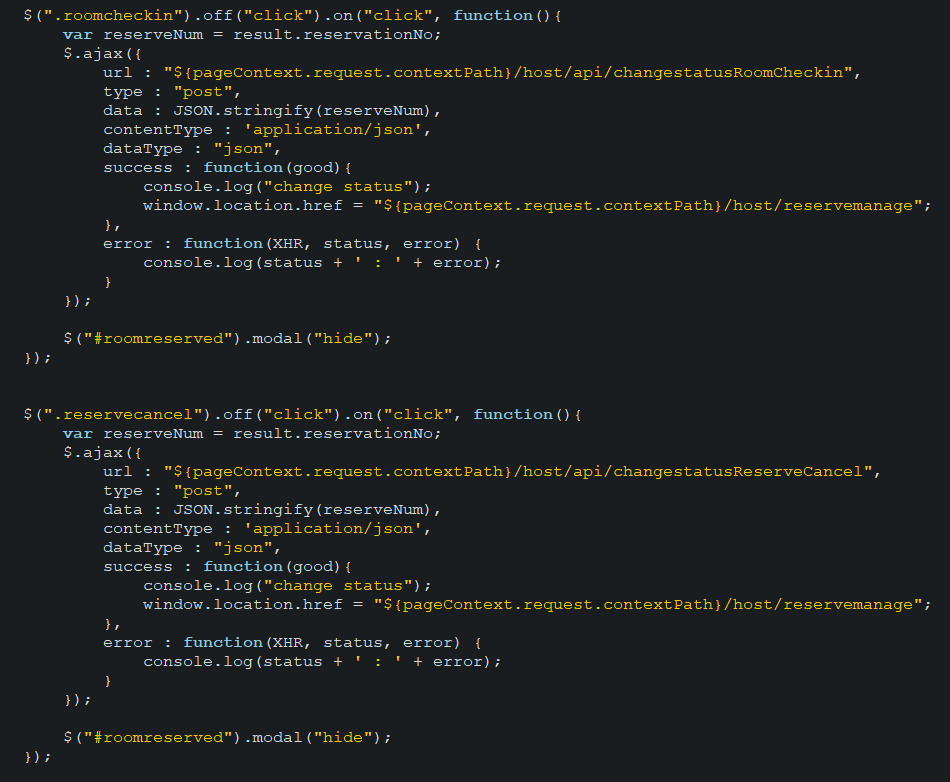 $(".roomcheckin").off("click").on("click", function(){
    var reserveNum = result.reservationNo;
    $.ajax({
        url : "${pageContext.request.contextPath}/host/api/changestatusRoomCheckin",
        type : "post",
        data : JSON.stringify(reserveNum),
        contentType : 'application/json',
        dataType : "json",
        success : function(good){
            console.log("change status");
            window.location.href = "${pageContext.request.contextPath}/host/reservemanage";
        },
        error : function(XHR, status, error) {
            console.log(status + ' : ' + error);
        }
    });

    $("#roomreserved").modal("hide");
});

$(".reservecancel").off("click").on("click", function(){
    var reserveNum = result.reservationNo;
    $.ajax({
        url : "${pageContext.request.contextPath}/host/api/changestatusReserveCancel",
        type : "post",
        data : JSON.stringify(reserveNum),
        contentType : 'application/json',
        dataType : "json",
        success : function(good){
            console.log("change status");
            window.location.href = "${pageContext.request.contextPath}/host/reservemanage";
        },
        error : function(XHR, status, error) {
            console.log(status + ' : ' + error);
        }
    });

    $("#roomreserved").modal("hide");
});